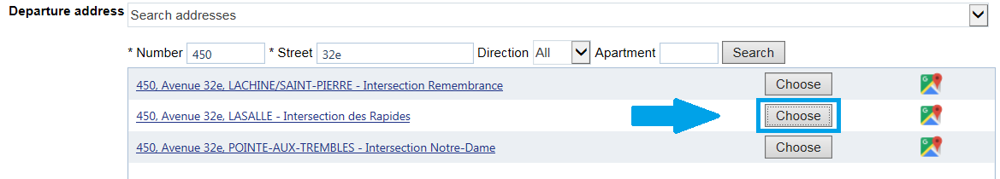 Departure address Search addresses
* Number 450 * Street 32e Direction All Apartment Search
450, Avenue 32e, LACHINE/SAINT-PIERRE - Intersection Remembrance Choose
450, Avenue 32e, LASALLE - Intersection des Rapides Choose
450, Avenue 32e, POINTE-AUX-TREMBLES - Intersection Notre-Dame Choose